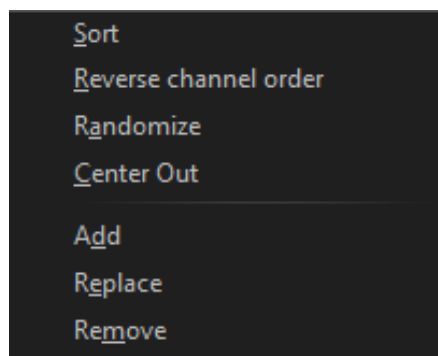 Sort
Reverse channel order
Randomize
Center Out
Add
Replace
Remove